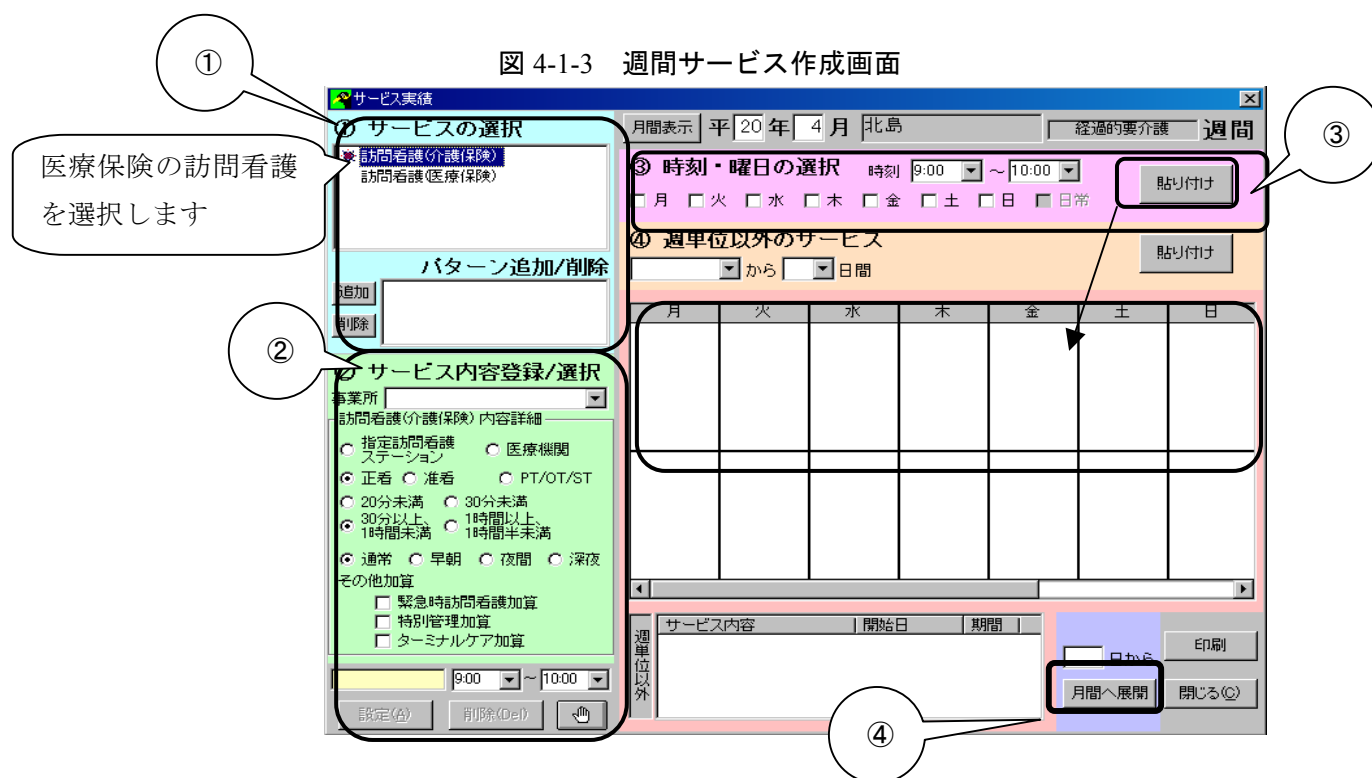 図 4-1-3 週間サービス作成画面
①
医療保険の訪問看護
を選択します
②
③
④
サービス実績
① サービスの選択
訪問看護(介護保険)
訪問看護(医療保険)
パターン追加/削除
追加
削除
② サービス内容登録/選択
事業所
訪問看護(介護保険) 内容詳細
指定訪問看護
ステーション
医療機関
正看 准看 PT/OT/ST
20分未満 30分未満
30分以上、
1時間未満
1時間以上、
1時間半未満
通常 早朝 夜間 深夜
その他加算
緊急時訪問看護加算
特別管理加算
ターミナルケア加算
9:00 ～ 10:00
設定(A) 削除(Del)
月間表示 平 20 年 4 月 北島 経過的要介護 週間
③ 時刻・曜日の選択 時刻 9:00 ～ 10:00 貼り付け
月 火 水 木 金 土 日 日常
④ 週単位以外のサービス
から 日間 貼り付け
月 火 水 木 金 土 日
週単位以外
サービス内容 開始日 期間
日から
印刷
月間へ展開 閉じる(C)